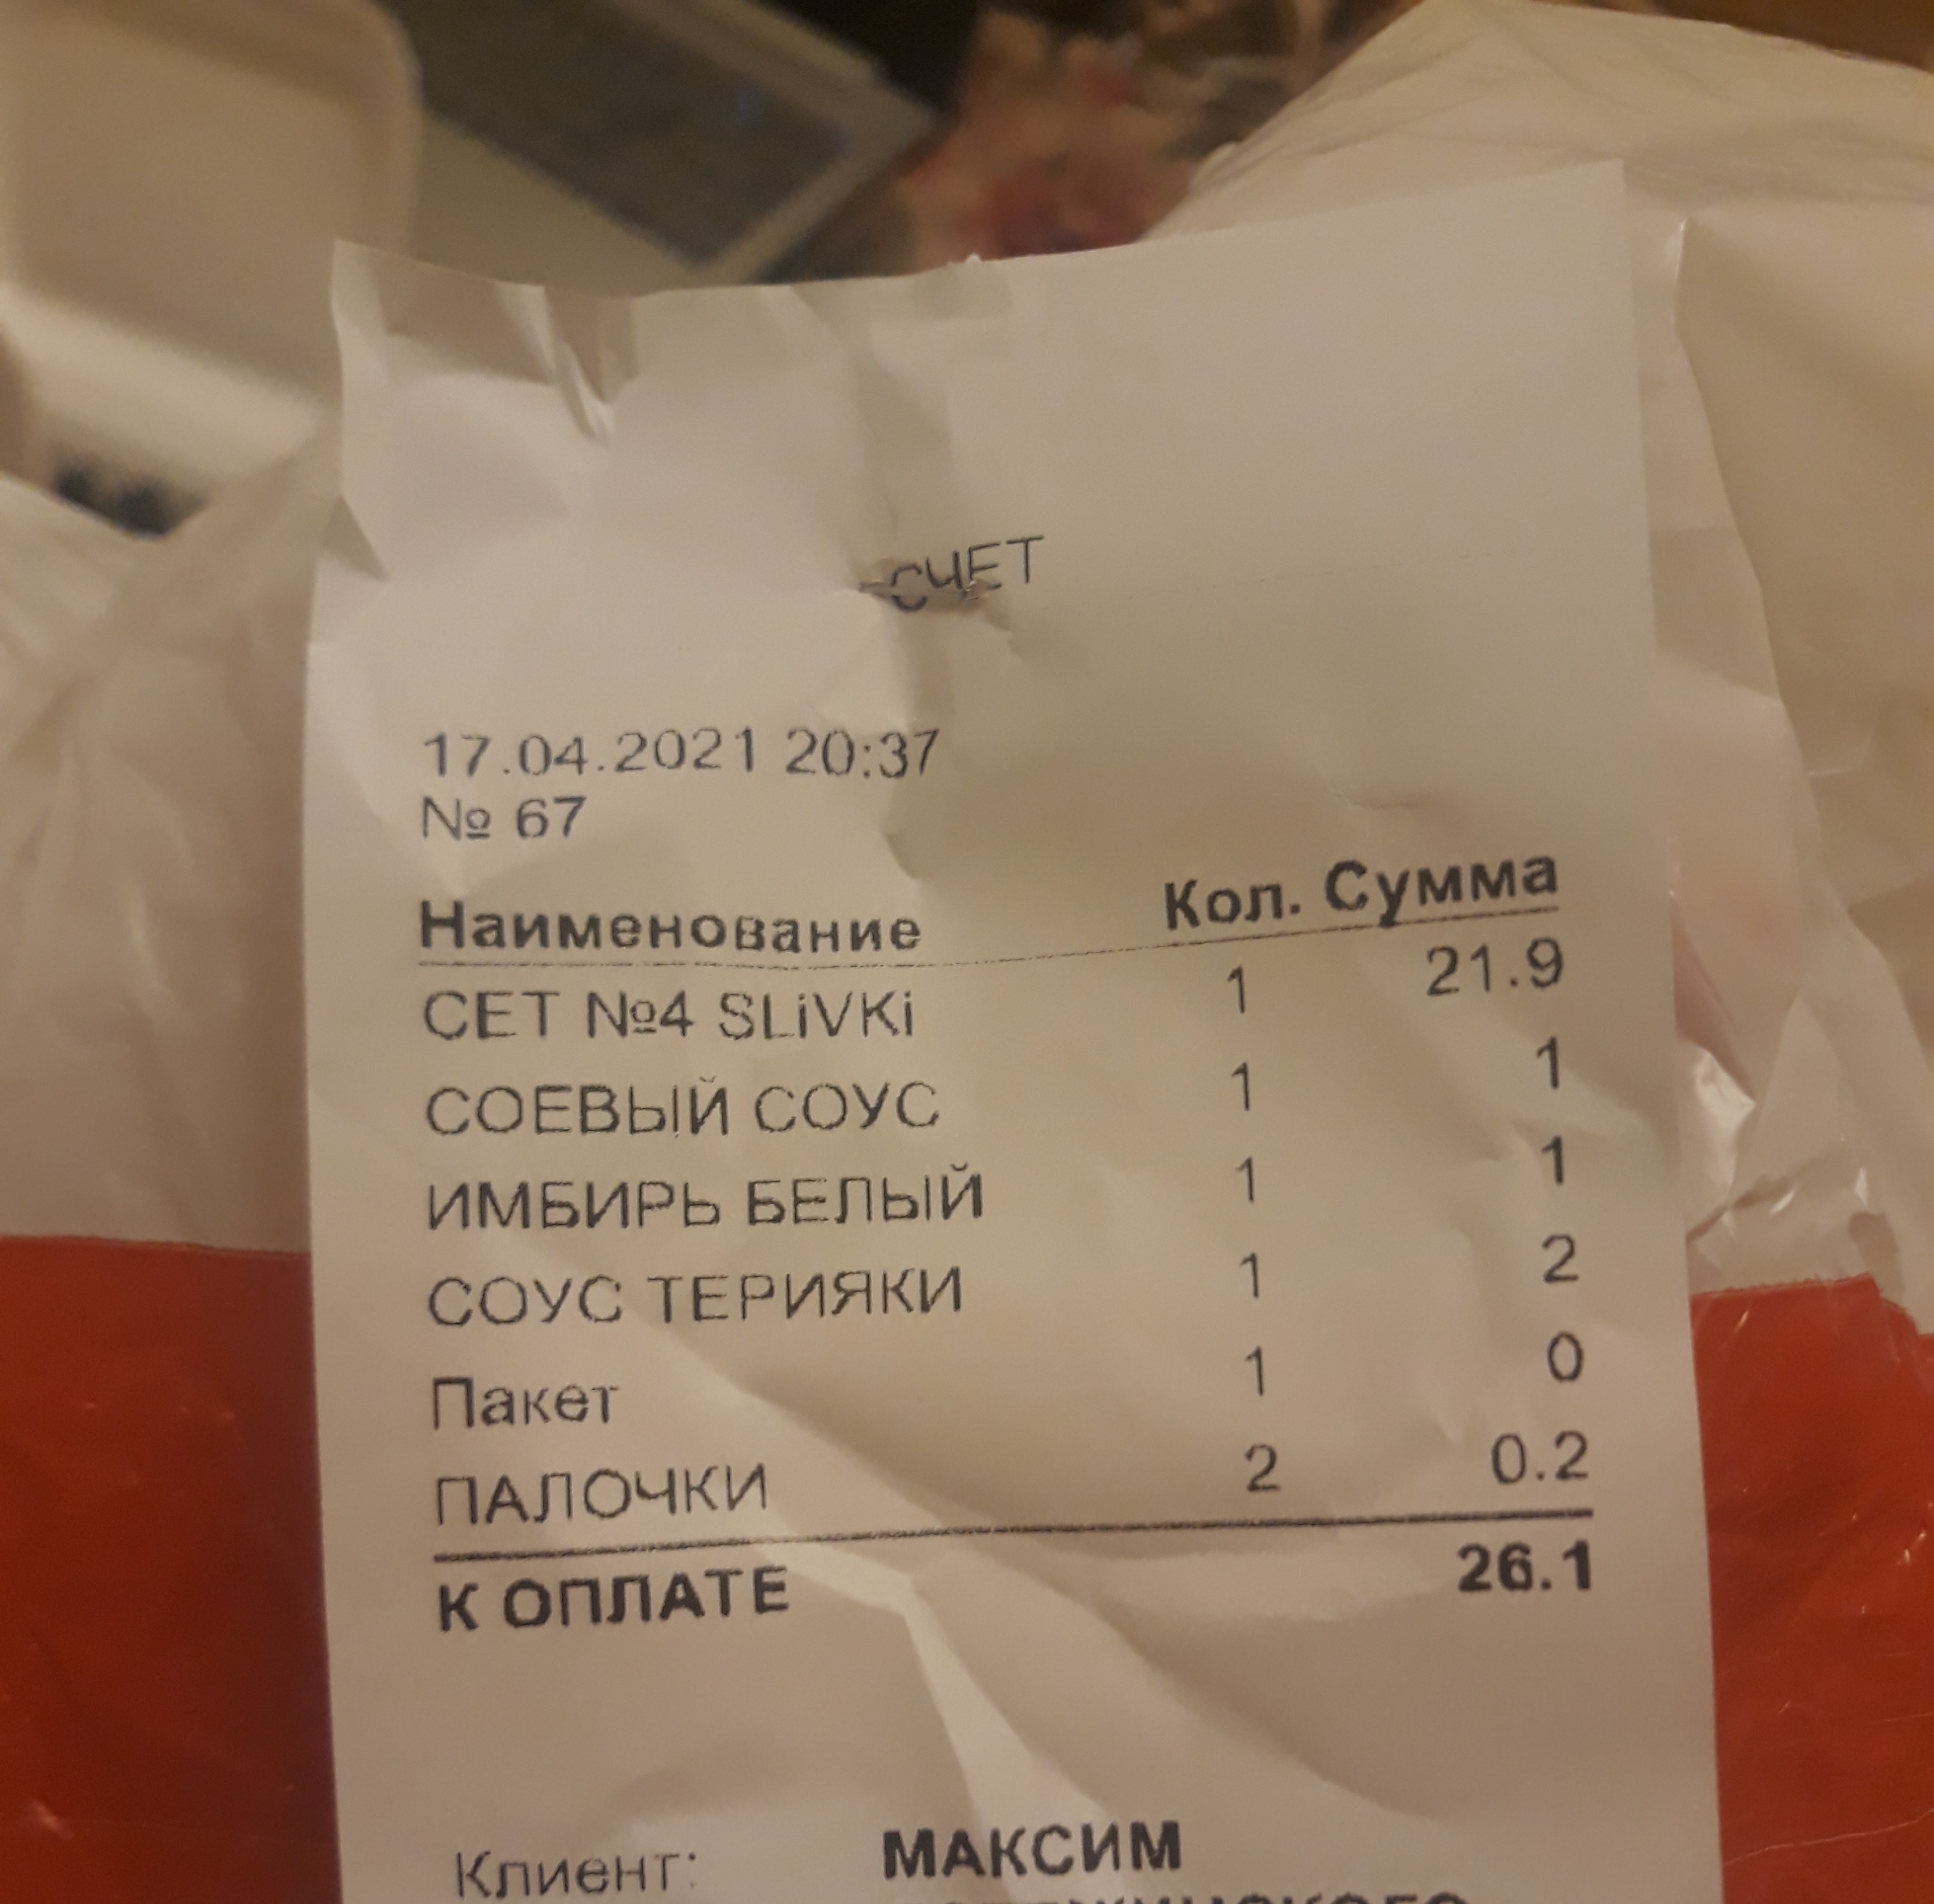 СЧЕТ
17.04.2021 20:37
№ 67
Наименование Кол. Сумма
СЕТ №4 SLiVKi 1 21.9
СОЕВЫЙ СОУС 1 1
ИМБИРЬ БЕЛЫЙ 1 1
СОУС ТЕРИЯКИ 1 2
Пакет 1 0
ПАЛОЧКИ 2 0.2
К ОПЛАТЕ 26.1
Клиент: МАКСИМ